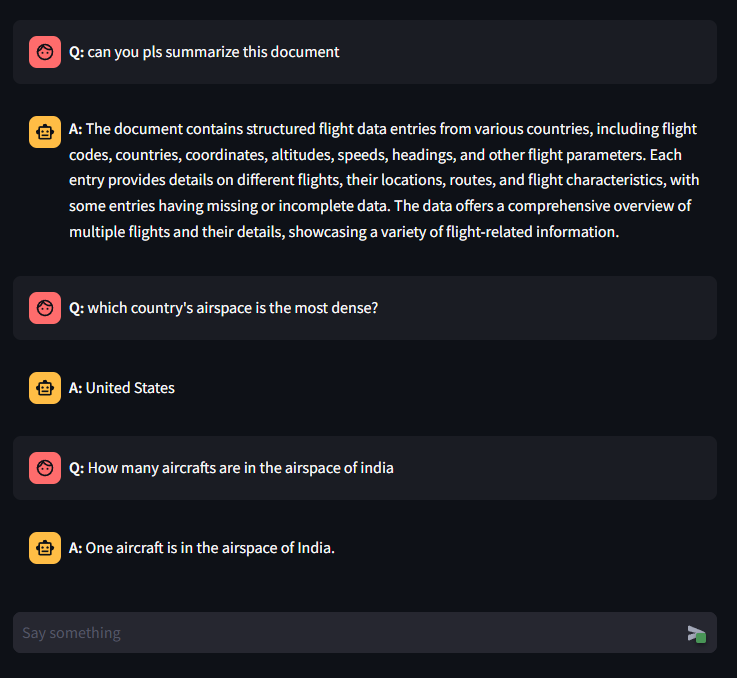 Q: can you pls summarize this document
A: The document contains structured flight data entries from various countries, including flight
codes, countries, coordinates, altitudes, speeds, headings, and other flight parameters. Each
entry provides details on different flights, their locations, routes, and flight characteristics, with
some entries having missing or incomplete data. The data offers a comprehensive overview of
multiple flights and their details, showcasing a variety of flight-related information.
Q: which country's airspace is the most dense?
A: United States
Q: How many aircrafts are in the airspace of india
A: One aircraft is in the airspace of India.
Say something